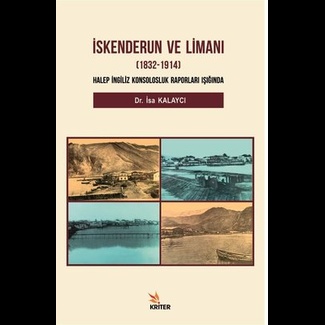 İSKENDERUN VE LİMANI
(1832-1914)
HALEP İNGİLİZ KONSOLOSLUK RAPORLARI IŞIĞINDA
Dr. İsa KALAYCI
KRİTER